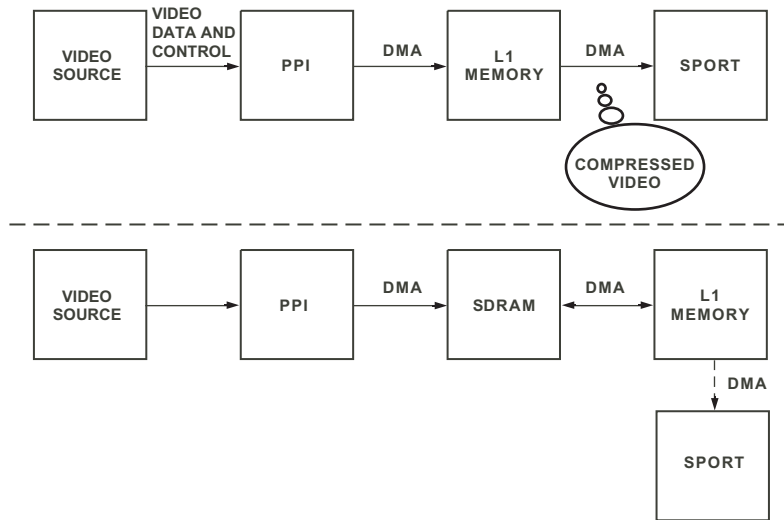 VIDEO
DATA AND
CONTROL
VIDEO
SOURCE
PPI
DMA
L1
MEMORY
DMA
SPORT
COMPRESSED
VIDEO
VIDEO
SOURCE
PPI
DMA
SDRAM
DMA
L1
MEMORY
DMA
SPORT